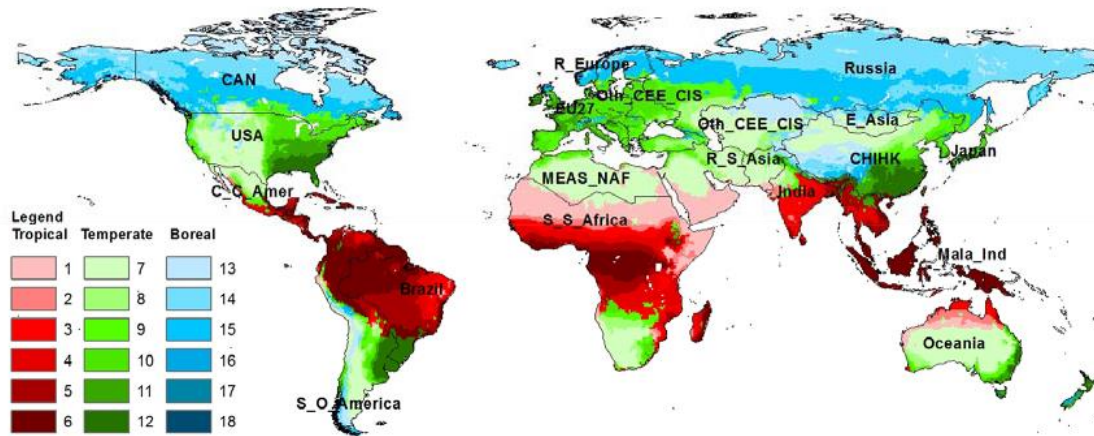 R_Europe
CAN
Russia
Oth_CEE_CIS
EU27
USA
Oth_CEE_CIS
E_Asia
Japan
R_S_Asia
CHIHK
MEAS_NAF
C_C_Amer
India
S_S_Africa
Mala_Ind
Brazil
Oceania
S_O_America
Legend
Tropical Temperate Boreal
1 7 13
2 8 14
3 9 15
4 10 16
5 11 17
6 12 18